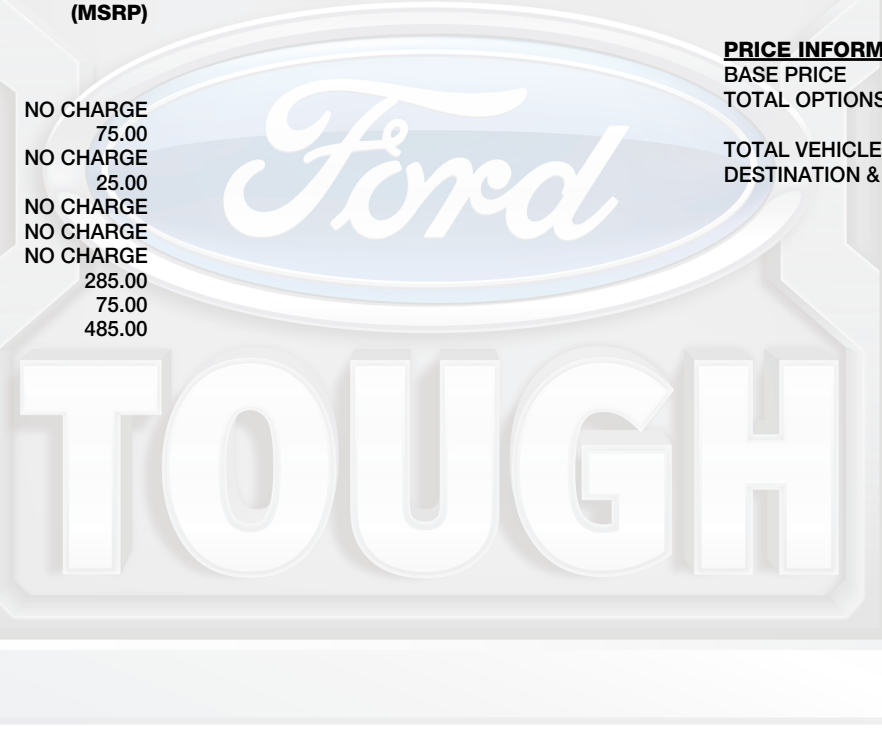 (MSRP)
NO CHARGE
75.00
NO CHARGE
25.00
NO CHARGE
NO CHARGE
NO CHARGE
285.00
75.00
485.00
PRICE INFORM
BASE PRICE
TOTAL OPTIONS
TOTAL VEHICLE
DESTINATION &
Ford
TOUGH